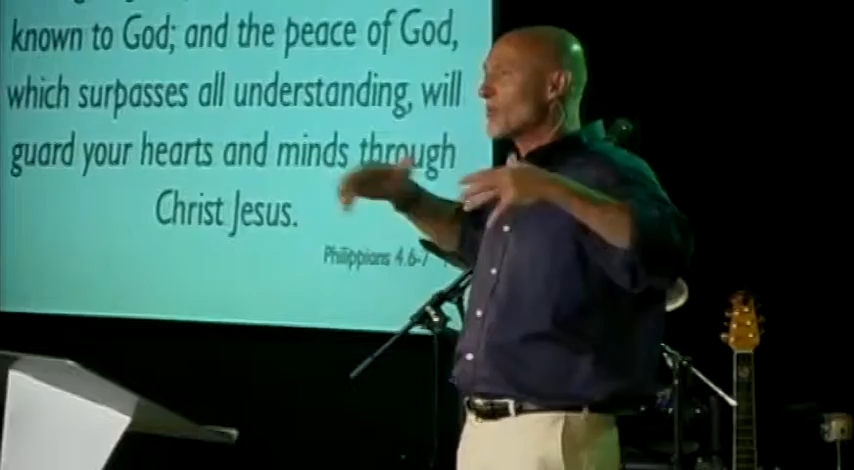 known to God; and the peace of God,
which surpasses all understanding, will
guard your hearts and minds through
Christ Jesus.
Philippians 4.6-7